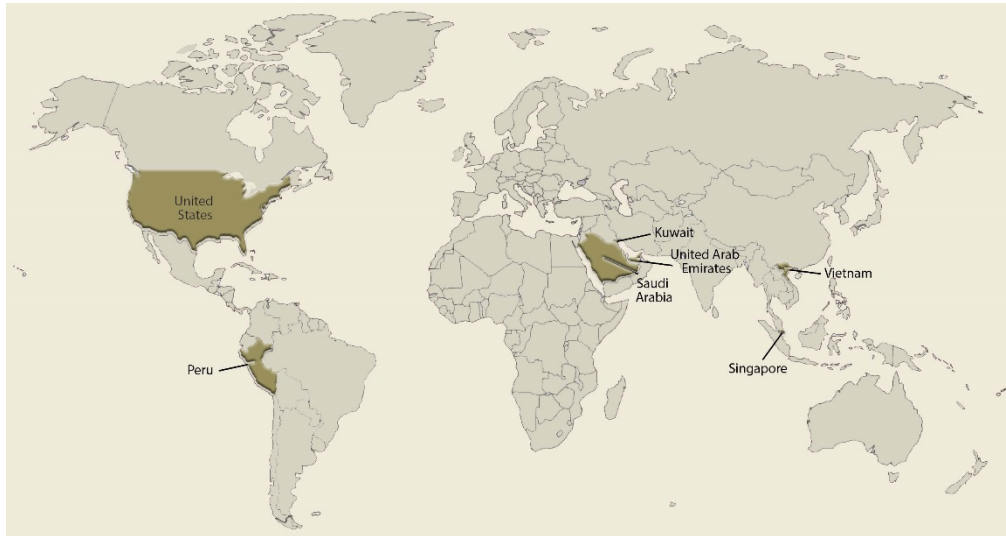 United
States
Kuwait
United Arab
Emirates
Saudi
Arabia
Vietnam
Peru
Singapore